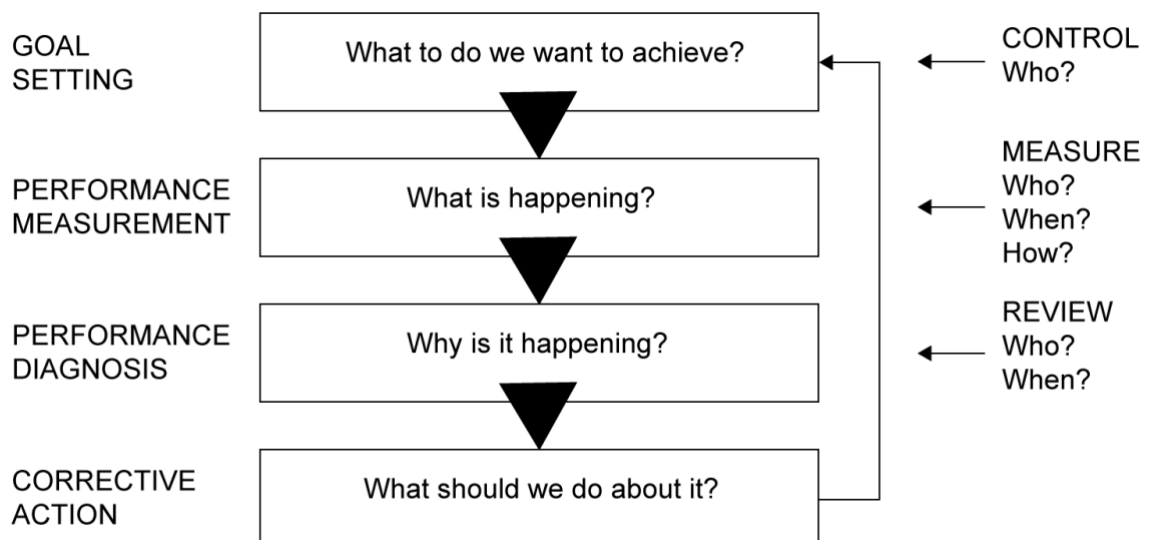 GOAL
SETTING
What to do we want to achieve?
CONTROL
Who?
PERFORMANCE
MEASUREMENT
What is happening?
MEASURE
Who?
When?
How?
PERFORMANCE
DIAGNOSIS
Why is it happening?
REVIEW
Who?
When?
CORRECTIVE
ACTION
What should we do about it?